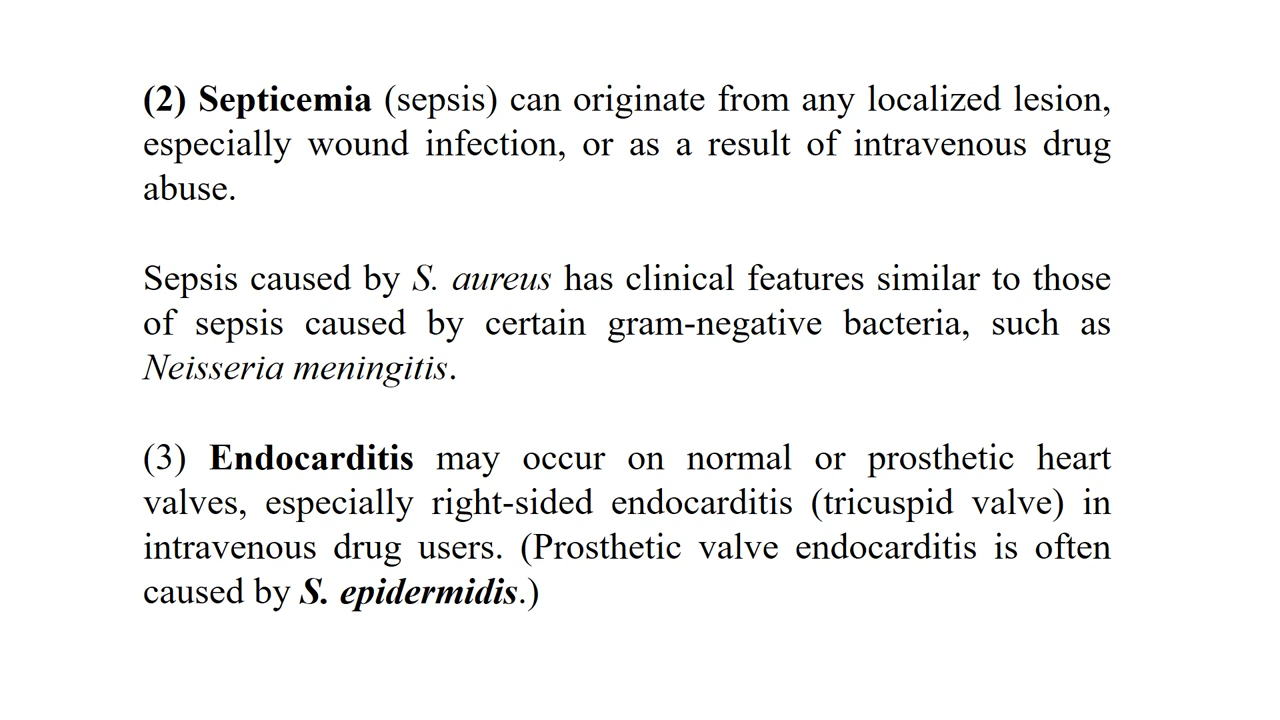 (2) Septicemia (sepsis) can originate from any localized lesion,
especially wound infection, or as a result of intravenous drug
abuse.
Sepsis caused by S. aureus has clinical features similar to those
of sepsis caused by certain gram-negative bacteria, such as
Neisseria meningitis.
(3) Endocarditis may occur on normal or prosthetic heart
valves, especially right-sided endocarditis (tricuspid valve) in
intravenous drug users. (Prosthetic valve endocarditis is often
caused by S. epidermidis.)